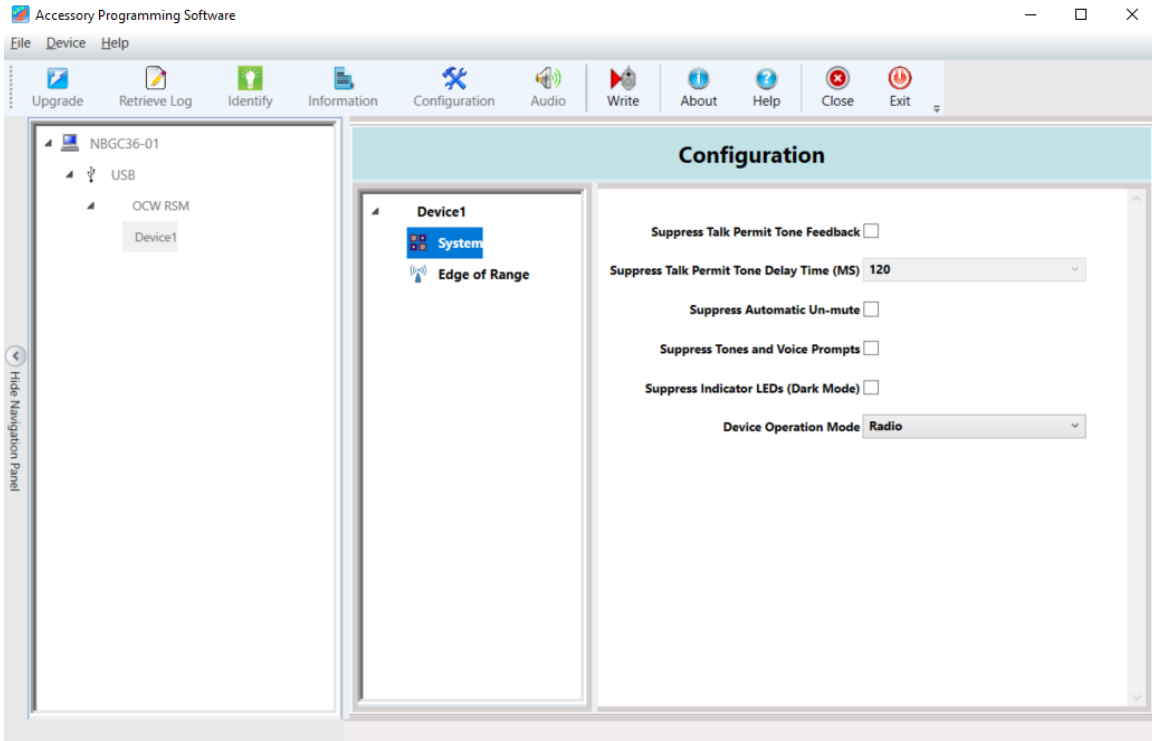 Accessory Programming Software
File Device Help
Upgrade Retrieve Log Identify Information Configuration Audio Write About Help Close Exit
NBGC36-01
USB
OCW RSM
Device1
Hide Navigation Panel
Configuration
Device1
System
Edge of Range
Suppress Talk Permit Tone Feedback
Suppress Talk Permit Tone Delay Time (MS) 120
Suppress Automatic Un-mute
Suppress Tones and Voice Prompts
Suppress Indicator LEDs (Dark Mode)
Device Operation Mode Radio